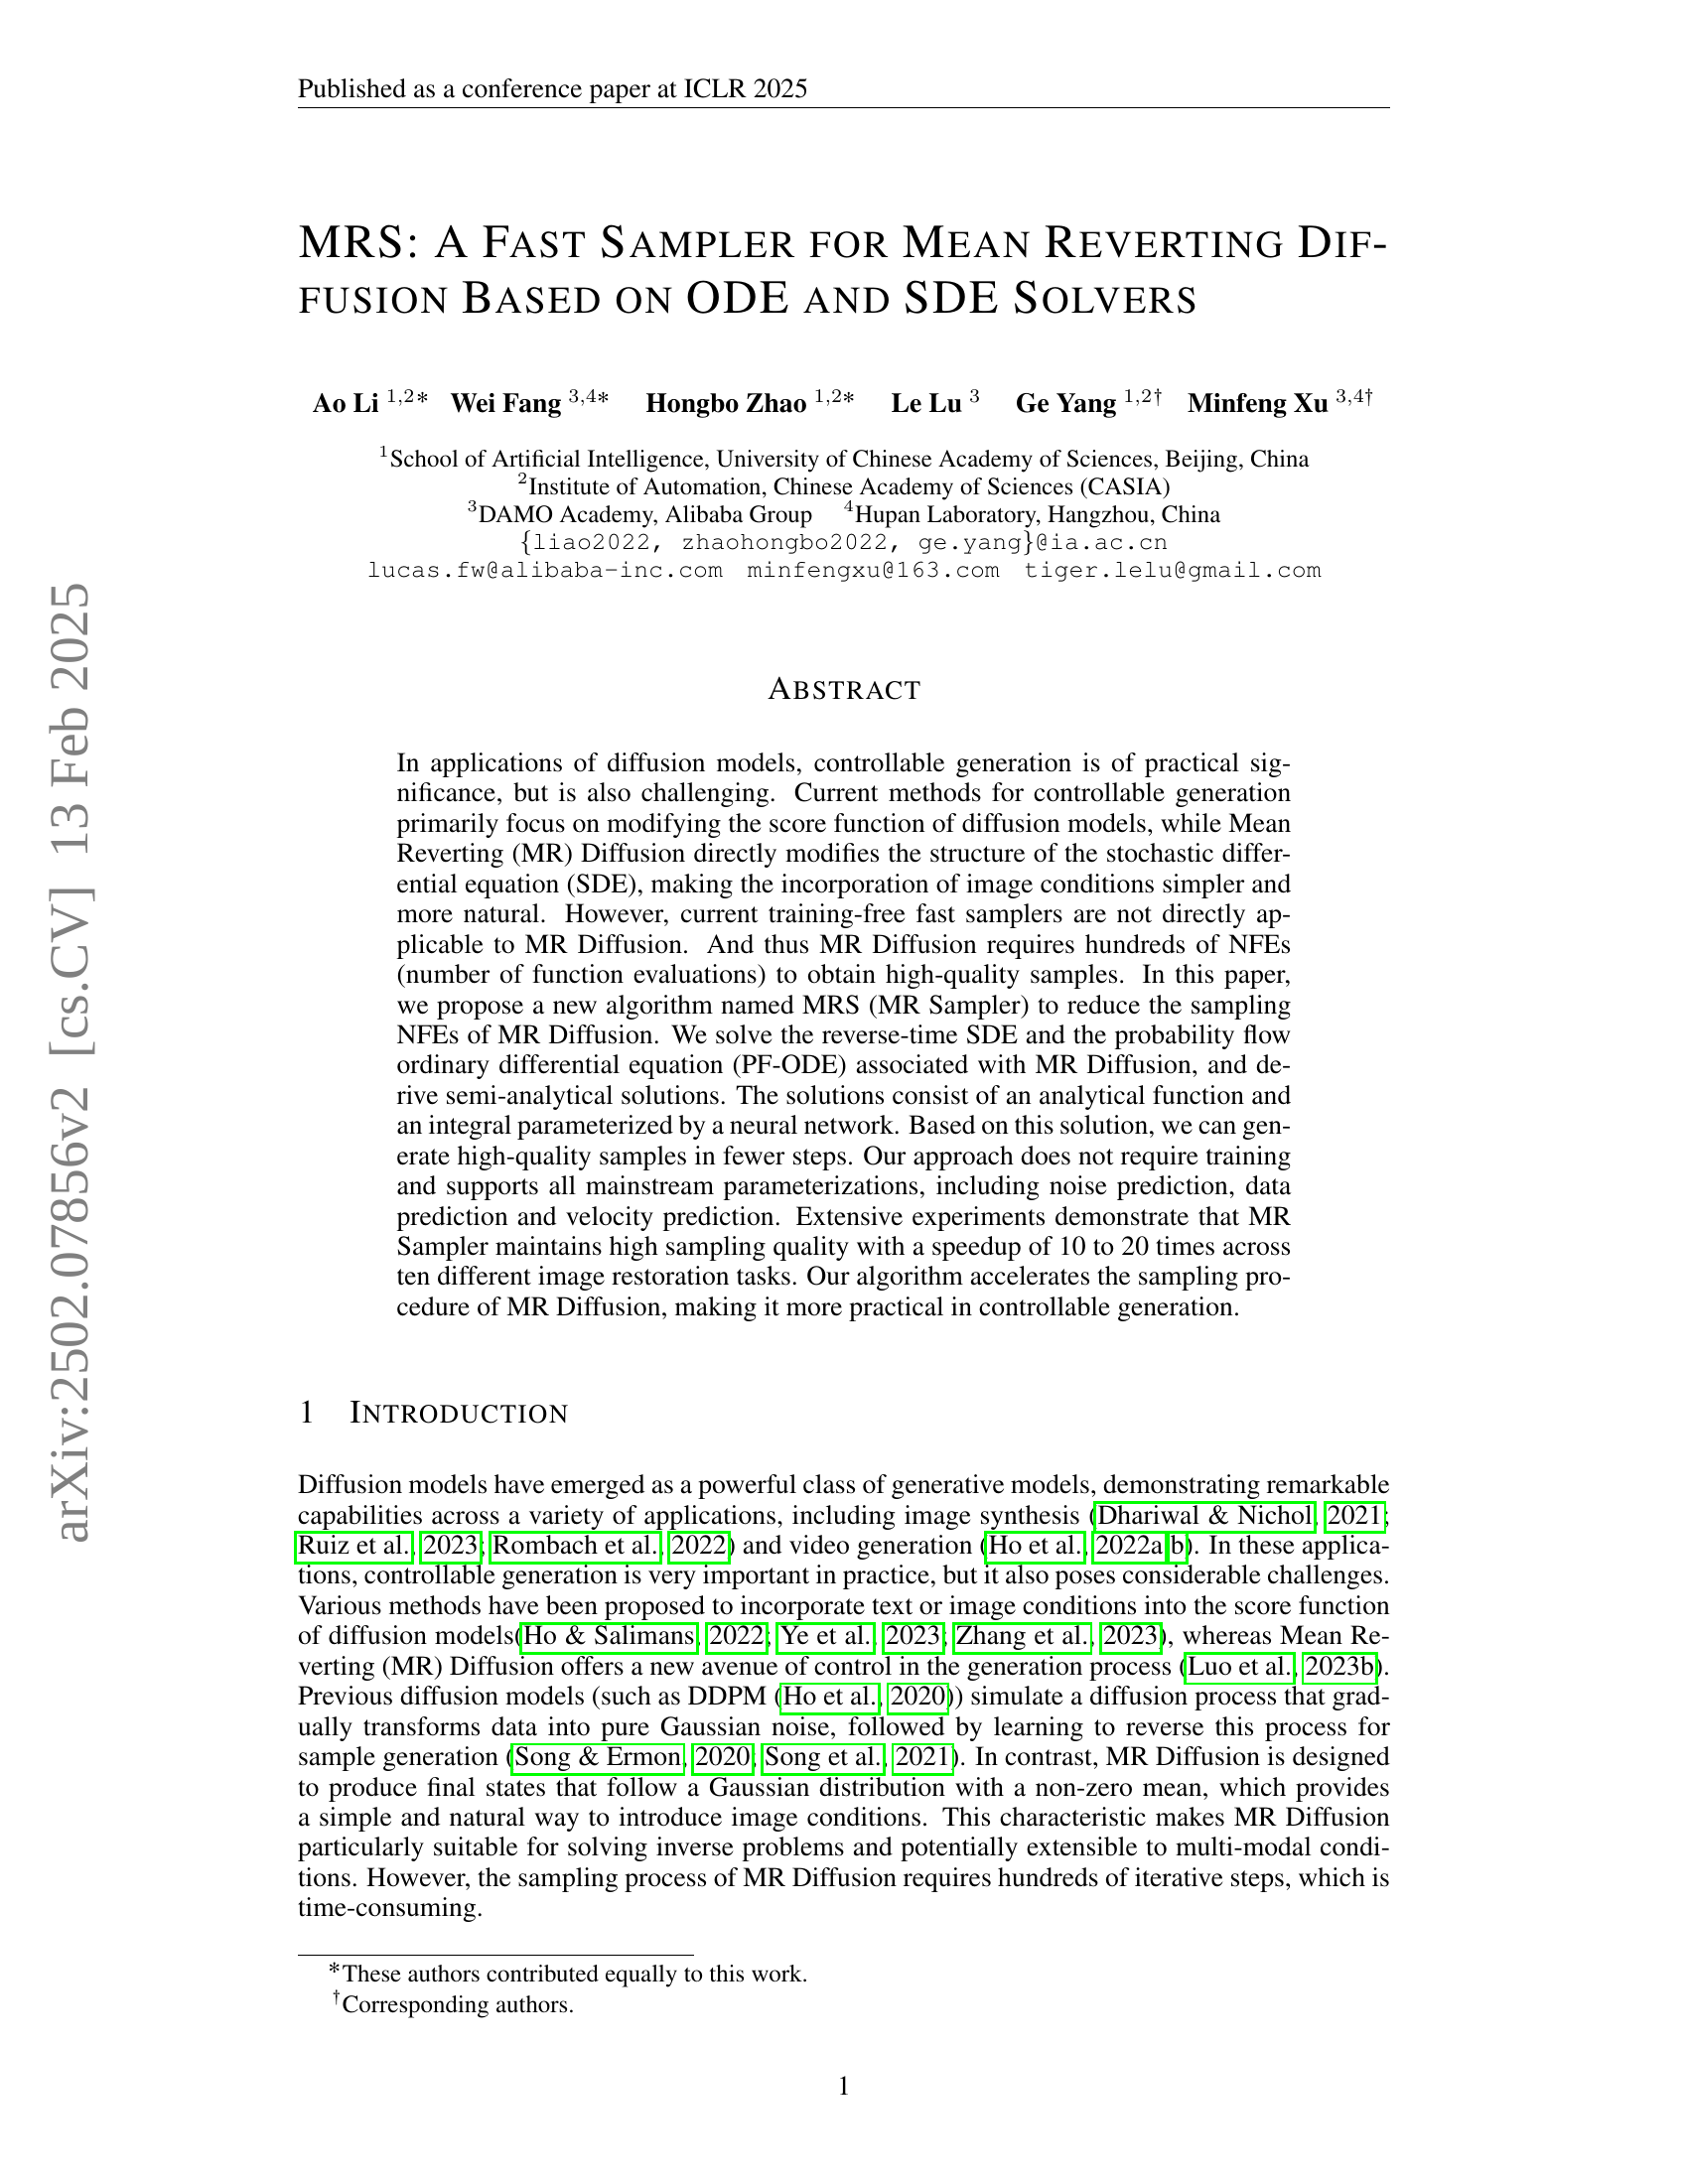 Published as a conference paper at ICLR 2025
MRS: A FAST SAMPLER FOR MEAN REVERTING DIF-
FUSION BASED ON ODE AND SDE SOLVERS
Ao Li 1,2* Wei Fang 3,4* Hongbo Zhao 1,2* Le Lu 3 Ge Yang 1,2† Minfeng Xu 3,4†
1School of Artificial Intelligence, University of Chinese Academy of Sciences, Beijing, China
2Institute of Automation, Chinese Academy of Sciences (CASIA)
3DAMO Academy, Alibaba Group 4Hupan Laboratory, Hangzhou, China
{liao2022, zhaohongbo2022, ge.yang}@ia.ac.cn
lucas.fw@alibaba-inc.com minfengxu@163.com tiger.lelu@gmail.com
ABSTRACT
In applications of diffusion models, controllable generation is of practical sig-
nificance, but is also challenging. Current methods for controllable generation
primarily focus on modifying the score function of diffusion models, while Mean
Reverting (MR) Diffusion directly modifies the structure of the stochastic differ-
ential equation (SDE), making the incorporation of image conditions simpler and
more natural. However, current training-free fast samplers are not directly ap-
plicable to MR Diffusion. And thus MR Diffusion requires hundreds of NFEs
(number of function evaluations) to obtain high-quality samples. In this paper,
we propose a new algorithm named MRS (MR Sampler) to reduce the sampling
NFEs of MR Diffusion. We solve the reverse-time SDE and the probability flow
ordinary differential equation (PF-ODE) associated with MR Diffusion, and de-
rive semi-analytical solutions. The solutions consist of an analytical function and
an integral parameterized by a neural network. Based on this solution, we can gen-
erate high-quality samples in fewer steps. Our approach does not require training
and supports all mainstream parameterizations, including noise prediction, data
prediction and velocity prediction. Extensive experiments demonstrate that MR
Sampler maintains high sampling quality with a speedup of 10 to 20 times across
ten different image restoration tasks. Our algorithm accelerates the sampling pro-
cedure of MR Diffusion, making it more practical in controllable generation.
1 INTRODUCTION
Diffusion models have emerged as a powerful class of generative models, demonstrating remarkable
capabilities across a variety of applications, including image synthesis (Dhariwal & Nichol, 2021;
Ruiz et al., 2023; Rombach et al., 2022) and video generation (Ho et al., 2022a;b). In these applica-
tions, controllable generation is very important in practice, but it also poses considerable challenges.
Various methods have been proposed to incorporate text or image conditions into the score function
of diffusion models(Ho & Salimans, 2022; Ye et al., 2023; Zhang et al., 2023), whereas Mean Re-
verting (MR) Diffusion offers a new avenue of control in the generation process (Luo et al., 2023b).
Previous diffusion models (such as DDPM (Ho et al., 2020)) simulate a diffusion process that grad-
ually transforms data into pure Gaussian noise, followed by learning to reverse this process for
sample generation (Song & Ermon, 2020; Song et al., 2021). In contrast, MR Diffusion is designed
to produce final states that follow a Gaussian distribution with a non-zero mean, which provides
a simple and natural way to introduce image conditions. This characteristic makes MR Diffusion
particularly suitable for solving inverse problems and potentially extensible to multi-modal condi-
tions. However, the sampling process of MR Diffusion requires hundreds of iterative steps, which is
time-consuming.
*These authors contributed equally to this work.
†Corresponding authors.
1
arXiv:2502.07856v2 [cs.CV] 13 Feb 2025